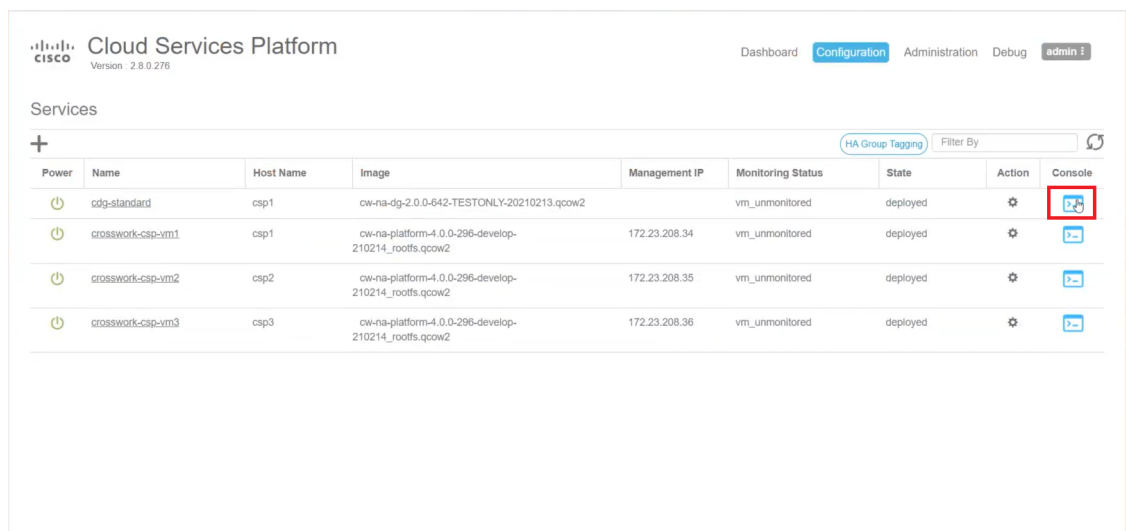 CISCO
Cloud Services Platform
Version : 2.8.0.276
Dashboard Configuration Administration Debug admin
Services
HA Group Tagging Filter By
Power Name Host Name Image Management IP Monitoring Status State Action Console
cdg-standard csp1 cw-na-dg-2.0.0-642-TESTONLY-20210213.qcow2 vm_unmonitored deployed
crosswork-csp-vm1 csp1 cw-na-platform-4.0.0-296-develop- 172.23.208.34 vm_unmonitored deployed
210214_rootfs.qcow2
crosswork-csp-vm2 csp2 cw-na-platform-4.0.0-296-develop- 172.23.208.35 vm_unmonitored deployed
210214_rootfs.qcow2
crosswork-csp-vm3 csp3 cw-na-platform-4.0.0-296-develop- 172.23.208.36 vm_unmonitored deployed
210214_rootfs.qcow2